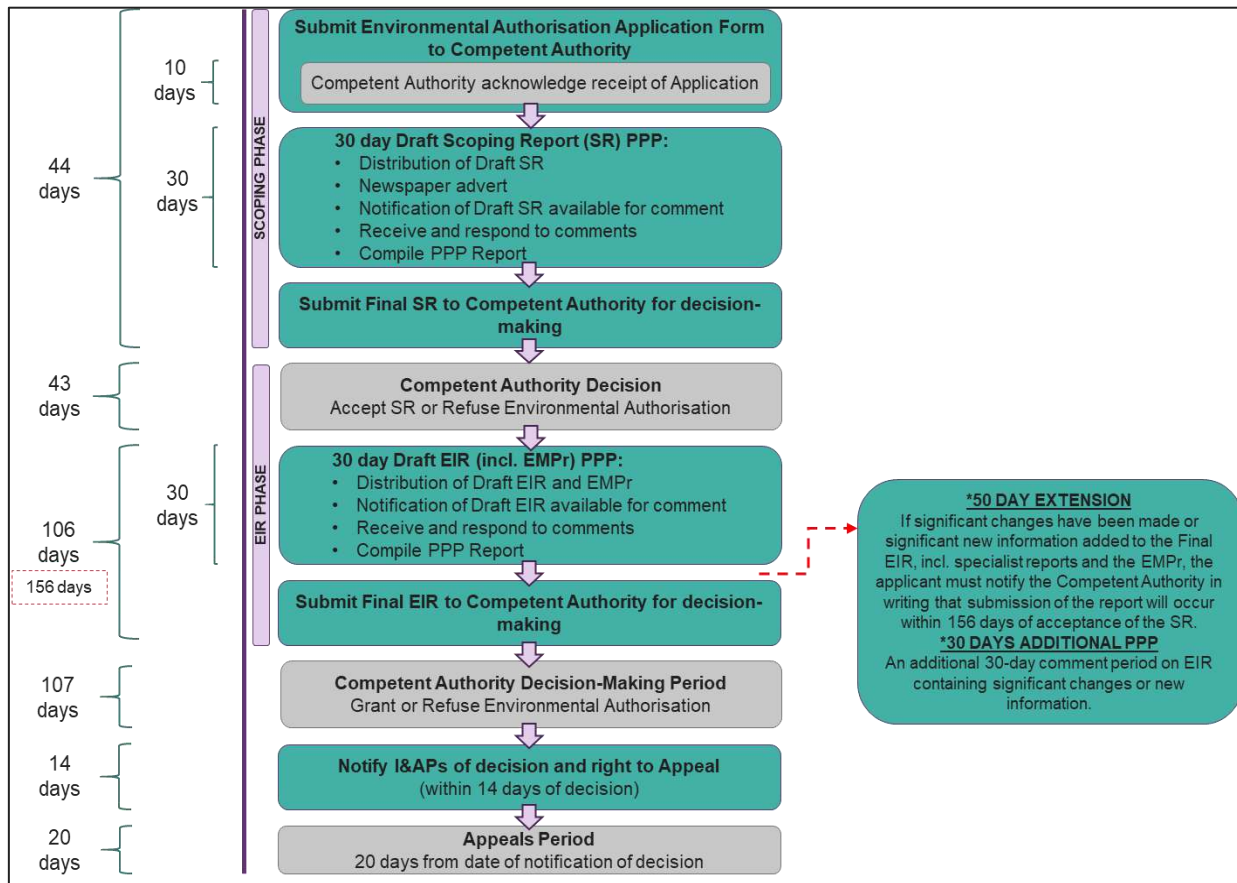 Submit Environmental Authorisation Application Form
to Competent Authority
10
days
Competent Authority acknowledge receipt of Application
SCOPING PHASE
44
days
30
days
30 day Draft Scoping Report (SR) PPP:
• Distribution of Draft SR
• Newspaper advert
• Notification of Draft SR available for comment
• Receive and respond to comments
• Compile PPP Report
Submit Final SR to Competent Authority for decision-
making
43
days
Competent Authority Decision
Accept SR or Refuse Environmental Authorisation
EIR PHASE
106
days
156 days
30
days
30 day Draft EIR (incl. EMPr) PPP:
• Distribution of Draft EIR and EMPr
• Notification of Draft EIR available for comment
• Receive and respond to comments
• Compile PPP Report
Submit Final EIR to Competent Authority for decision-
making
*50 DAY EXTENSION
If significant changes have been made or
significant new information added to the Final
EIR, incl. specialist reports and the EMPr, the
applicant must notify the Competent Authority in
writing that submission of the report will occur
within 156 days of acceptance of the SR.
*30 DAYS ADDITIONAL PPP
An additional 30-day comment period on EIR
containing significant changes or new
information.
107
days
Competent Authority Decision-Making Period
Grant or Refuse Environmental Authorisation
14
days
Notify I&APs of decision and right to Appeal
(within 14 days of decision)
20
days
Appeals Period
20 days from date of notification of decision